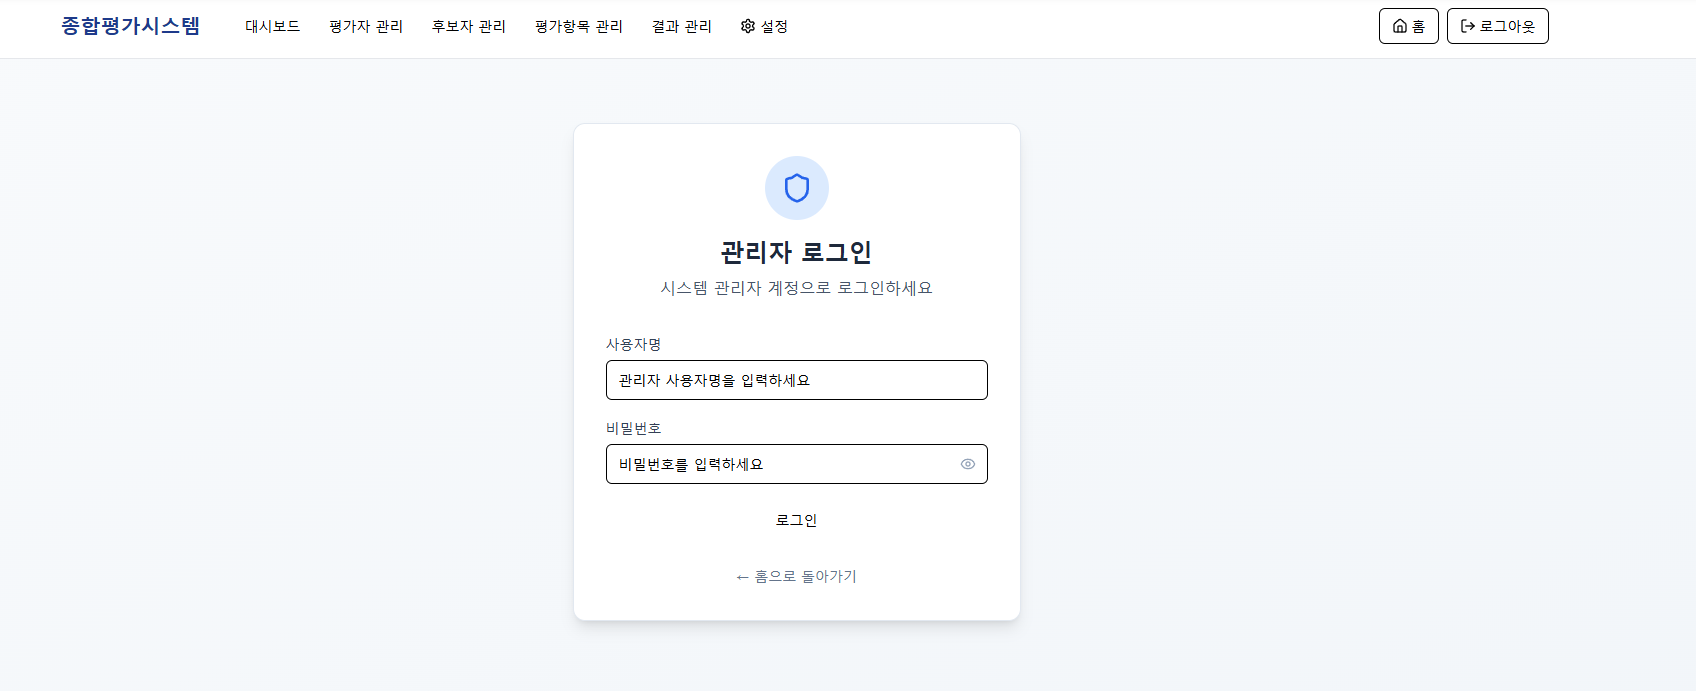 종합평가시스템 대시보드 평가자 관리 후보자 관리 평가항목 관리 결과 관리 설정 홈 로그아웃
관리자 로그인
시스템 관리자 계정으로 로그인하세요
사용자명
관리자 사용자명을 입력하세요
비밀번호
비밀번호를 입력하세요
로그인
← 홈으로 돌아가기